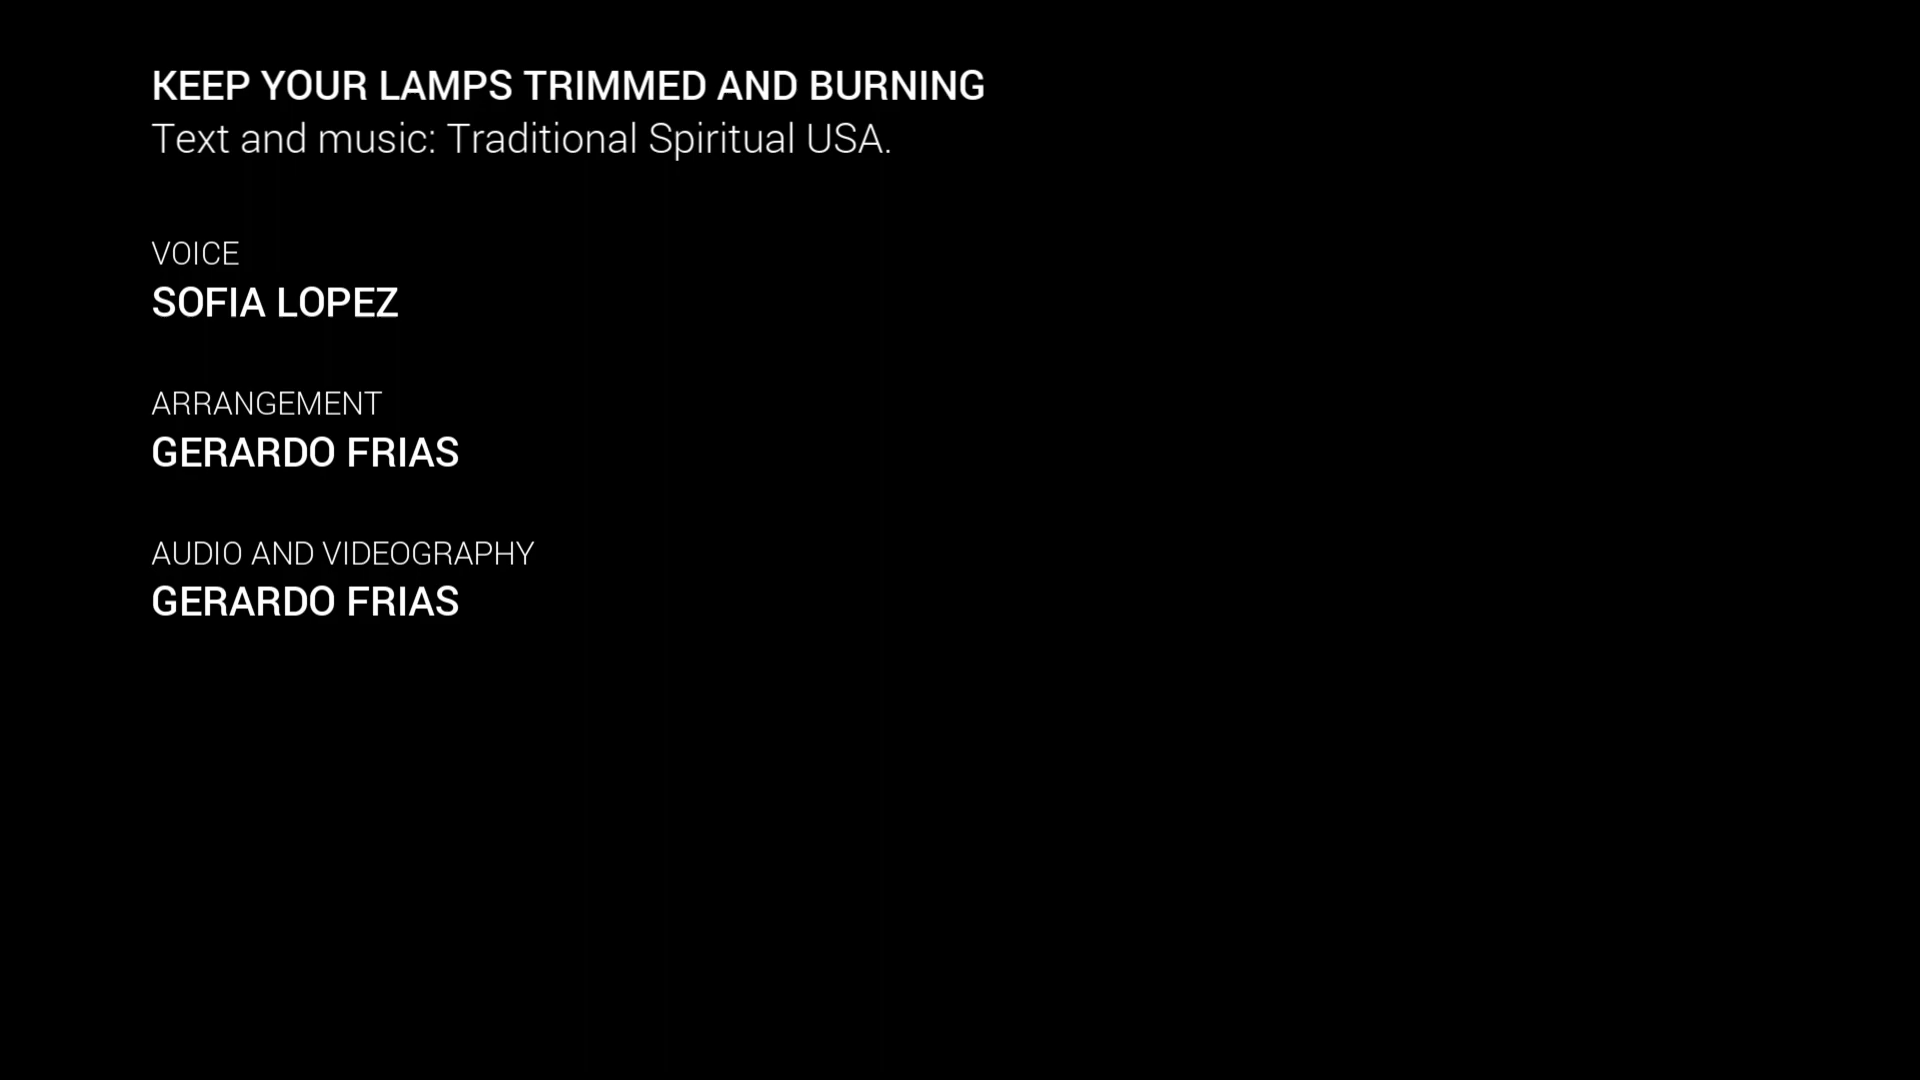 KEEP YOUR LAMPS TRIMMED AND BURNING
Text and music: Traditional Spiritual USA.
VOICE
SOFIA LOPEZ
ARRANGEMENT
GERARDO FRIAS
AUDIO AND VIDEOGRAPHY
GERARDO FRIAS